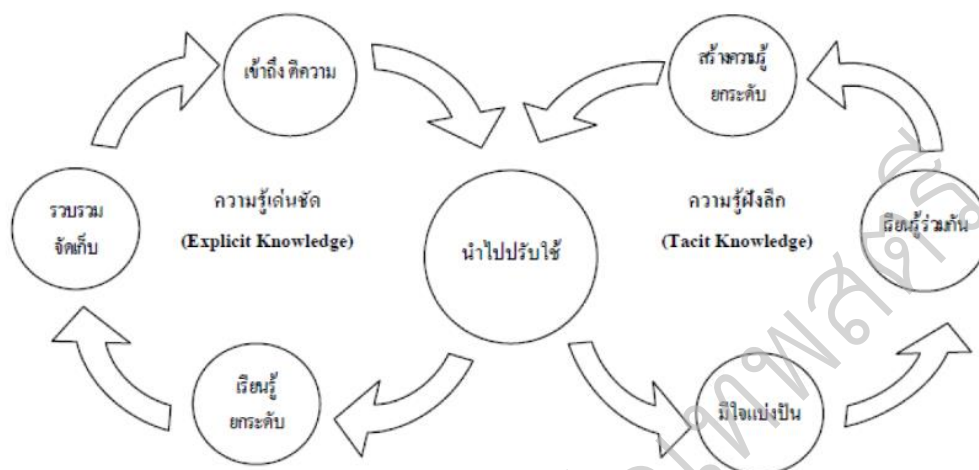 เข้าถึง ตีความ
สร้างความรู้
ยกระดับ
รวบรวม
จัดเก็บ
ความรู้เด่นชัด
(Explicit Knowledge)
นำไปปรับใช้
ความรู้ฝังลึก
(Tacit Knowledge)
เรียนรู้ร่วมกัน
เรียนรู้
ยกระดับ
มีใจแบ่งปัน